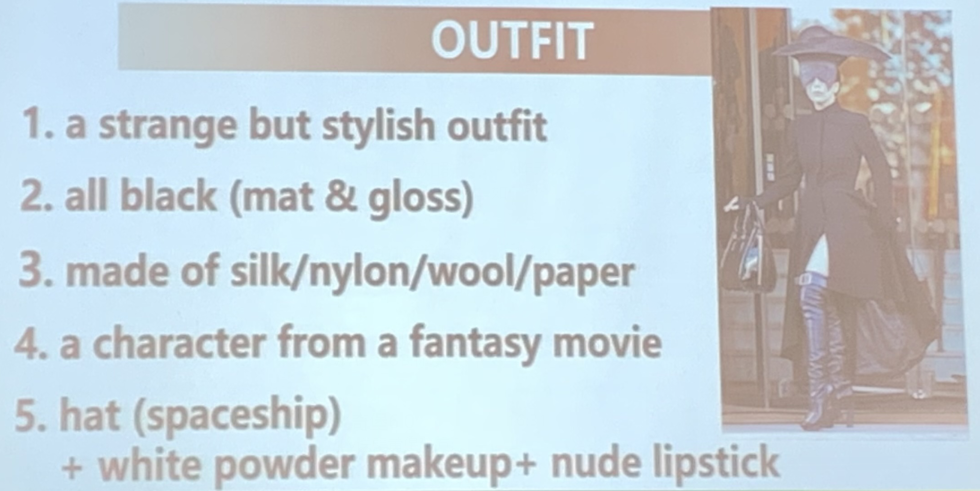 OUTFIT
1. a strange but stylish outfit
2. all black (mat & gloss)
3. made of silk/nylon/wool/paper
4. a character from a fantasy movie
5. hat (spaceship)
+ white powder makeup+ nude lipstick